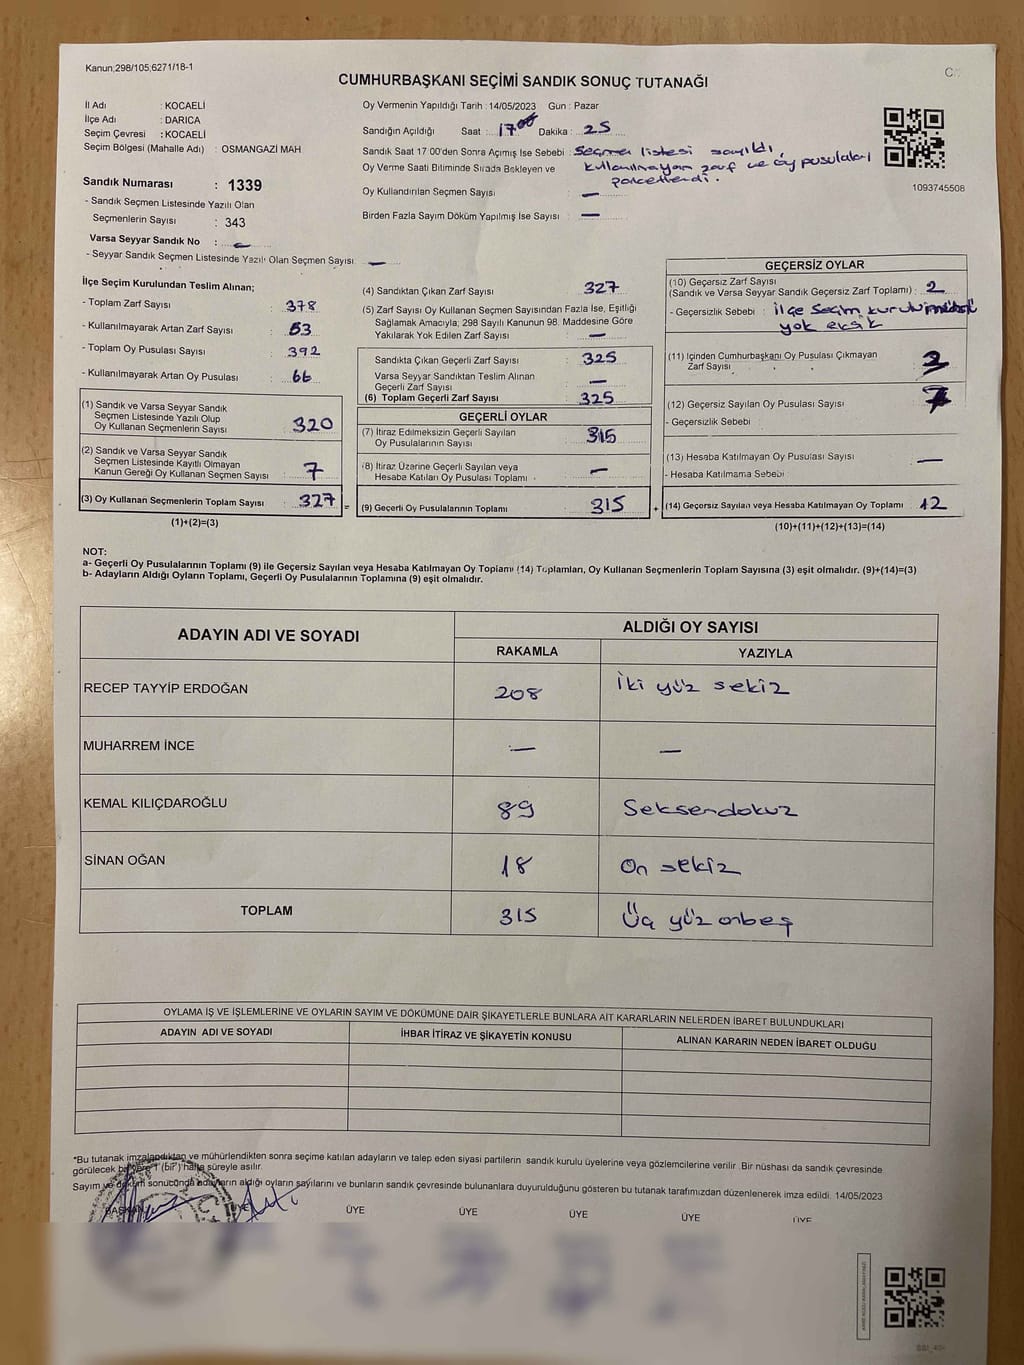 Kanun;298/105;6271/18-1
CUMHURBAŞKANI SEÇİMİ SANDIK SONUÇ TUTANAĞI
İl Adı : KOCAELİ
İlçe Adı : DARICA
Seçim Çevresi : KOCAELİ
Seçim Bölgesi (Mahalle Adı) : OSMANGAZİ MAH.
Sandık Numarası : 1339
- Sandık Seçmen Listesinde Yazılı Olan
Seçmenlerin Sayısı : 343
Varsa Seyyar Sandık No : -
- Seyyar Sandık Seçmen Listesinde Yazılı Olan Seçmen Sayısı : —
Oy Vermenin Yapıldığı Tarih : 14/05/2023 Gün : Pazar
Sandığın Açıldığı Saat : 17 00 Dakika : 25
Sandık Saat 17.00'den Sonra Açımış İse Sebebi : Seçmen listesi sayıldı,
Oy Verme Saati Bitiminde Sırada Bekleyen ve kullanılmayan zarf ve oy pusulaları
paketlendi.
Oy Kullandırılan Seçmen Sayısı : —
Birden Fazla Sayım Döküm Yapılmış İse Sayısı : —
1093745508
İlçe Seçim Kurulundan Teslim Alınan;
- Toplam Zarf Sayısı : 378
- Kullanılmayarak Artan Zarf Sayısı : 53
- Toplam Oy Pusulası Sayısı : 392
- Kullanılmayarak Artan Oy Pusulası : 66
(1) Sandık ve Varsa Seyyar Sandık
Seçmen Listesinde Yazılı Olup
Oy Kullanan Seçmenlerin Sayısı : 320
(2) Sandık ve Varsa Seyyar Sandık
Seçmen Listesinde Kayıtlı Olmayan
Kanun Gereği Oy Kullanan Seçmen Sayısı : 7
(3) Oy Kullanan Seçmenlerin Toplam Sayısı : 327
(1)+(2)=(3)
(4) Sandıktan Çıkan Zarf Sayısı : 327
(5) Zarf Sayısı Oy Kullanan Seçmen Sayısından Fazla İse, Eşitliği
Sağlamak Amacıyla; 298 Sayılı Kanunun 98. Maddesine Göre
Yakılarak Yok Edilen Zarf Sayısı : —
Sandıkta Çıkan Geçerli Zarf Sayısı : 325
Varsa Seyyar Sandıktan Teslim Alınan
Geçerli Zarf Sayısı : —
(6) Toplam Geçerli Zarf Sayısı : 325
GEÇERLİ OYLAR
(7) İtiraz Edilmeksizin Geçerli Sayılan
Oy Pusulalarının Sayısı : 315
(8) İtiraz Üzerine Geçerli Sayılan veya
Hesaba Katılan Oy Pusulası Toplamı : —
= (9) Geçerli Oy Pusulalarının Toplamı : 315
GEÇERSİZ OYLAR
(10) Geçersiz Zarf Sayısı
(Sandık ve Varsa Seyyar Sandık Geçersiz Zarf Toplamı) : 2
- Geçersizlik Sebebi : ilçe seçim kurulu mührü
yok eksik
(11) İçinden Cumhurbaşkanı Oy Pusulası Çıkmayan
Zarf Sayısı : 3
(12) Geçersiz Sayılan Oy Pusulası Sayısı : 7
- Geçersizlik Sebebi
(13) Hesaba Katılmayan Oy Pusulası Sayısı : —
- Hesaba Katılmama Sebebi
+ (14) Geçersiz Sayılan veya Hesaba Katılmayan Oy Toplamı : 12
(10)+(11)+(12)+(13)=(14)
NOT:
a- Geçerli Oy Pusulalarının Toplamı (9) ile Geçersiz Sayılan veya Hesaba Katılmayan Oy Toplamı (14) Toplamları, Oy Kullanan Seçmenlerin Toplam Sayısına (3) eşit olmalıdır. (9)+(14)=(3)
b- Adayların Aldığı Oyların Toplamı, Geçerli Oy Pusulalarının Toplamına (9) eşit olmalıdır.
ADAYIN ADI VE SOYADI ALDIĞI OY SAYISI
RAKAMLA YAZIYLA
RECEP TAYYİP ERDOĞAN 208 İki yüz sekiz
MUHARREM İNCE — —
KEMAL KILIÇDAROĞLU 89 Seksendokuz
SİNAN OĞAN 18 On sekiz
TOPLAM 315 Üç yüz onbeş
OYLAMA İŞ VE İŞLEMLERİNE VE OYLARIN SAYIM VE DÖKÜMÜNE DAİR ŞİKAYETLERLE BUNLARA AİT KARARLARIN NELERDEN İBARET BULUNDUKLARI
ADAYIN ADI VE SOYADI İHBAR İTİRAZ VE ŞİKAYETİN KONUSU ALINAN KARARIN NEDEN İBARET OLDUĞU
*Bu tutanak imzalandıktan ve mühürlendikten sonra seçime katılan adayların ve talep eden siyasi partilerin sandık kurulu üyelerine veya gözlemcilerine verilir. Bir nüshası da sandık çevresinde
görülecek bir yere 1 (bir) hafta süreyle asılır.
Sayım ve döküm sonucunda adayların aldığı oyların sayılarını ve bunların sandık çevresinde bulunanlara duyurulduğunu gösteren bu tutanak tarafımızdan düzenlenerek imza edildi. 14/05/2023
BAŞKAN ÜYE ÜYE ÜYE ÜYE ÜYE ÜYE